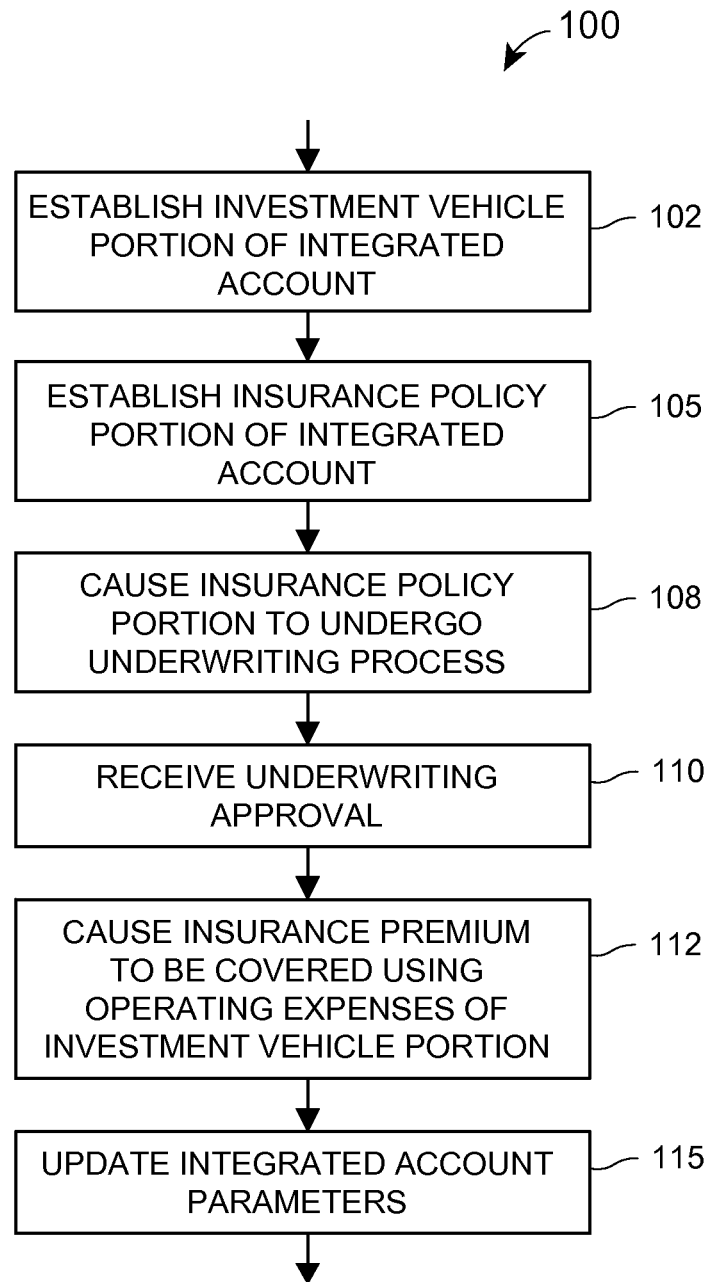 100
ESTABLISH INVESTMENT VEHICLE
PORTION OF INTEGRATED
ACCOUNT
102
ESTABLISH INSURANCE POLICY
PORTION OF INTEGRATED
ACCOUNT
105
CAUSE INSURANCE POLICY
PORTION TO UNDERGO
UNDERWRITING PROCESS
108
RECEIVE UNDERWRITING
APPROVAL
110
CAUSE INSURANCE PREMIUM
TO BE COVERED USING
OPERATING EXPENSES OF
INVESTMENT VEHICLE PORTION
112
UPDATE INTEGRATED ACCOUNT
PARAMETERS
115